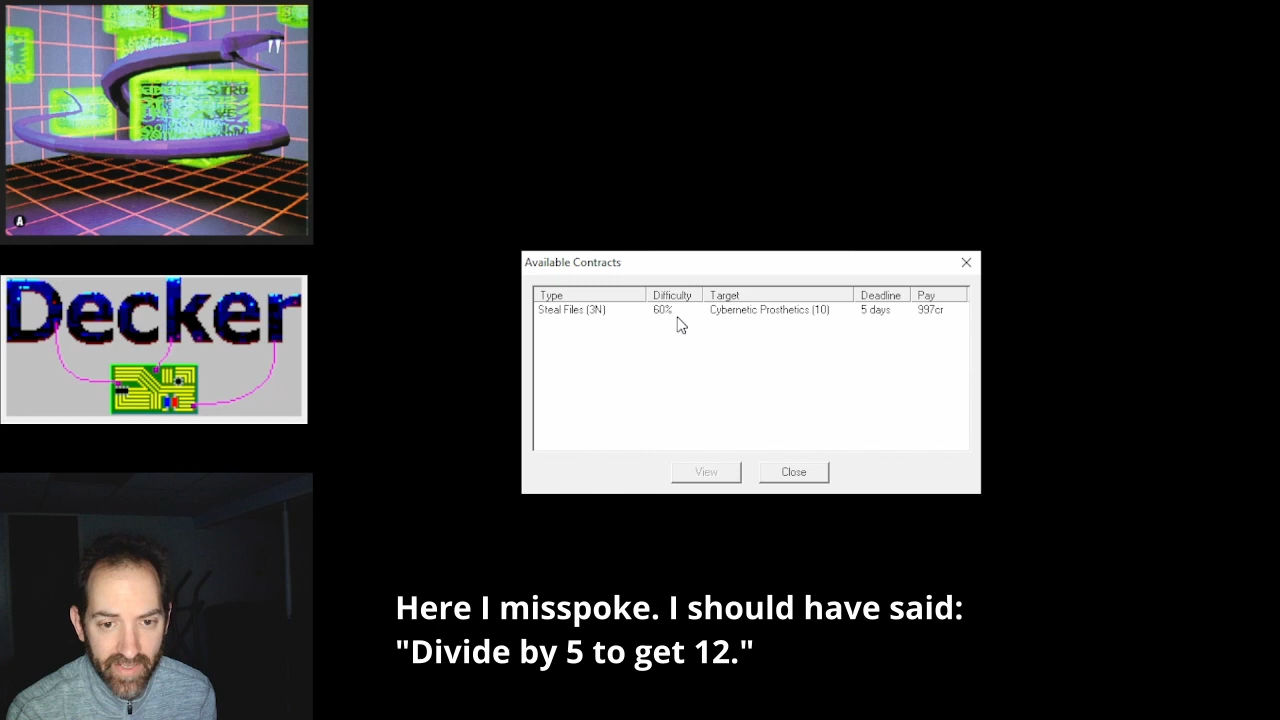 STRU
A
Decker
Available Contracts
Type Difficulty Target Deadline Pay
Steal Files (3N) 60% Cybernetic Prosthetics (10) 5 days 997cr
View Close
Here I misspoke. I should have said:
"Divide by 5 to get 12."